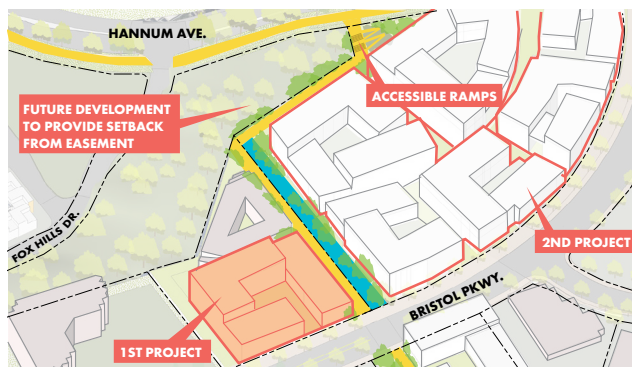 HANNUM AVE.
ACCESSIBLE RAMPS
FUTURE DEVELOPMENT
TO PROVIDE SETBACK
FROM EASEMENT
FOX HILLS DR.
2ND PROJECT
BRISTOL PKWY.
1ST PROJECT